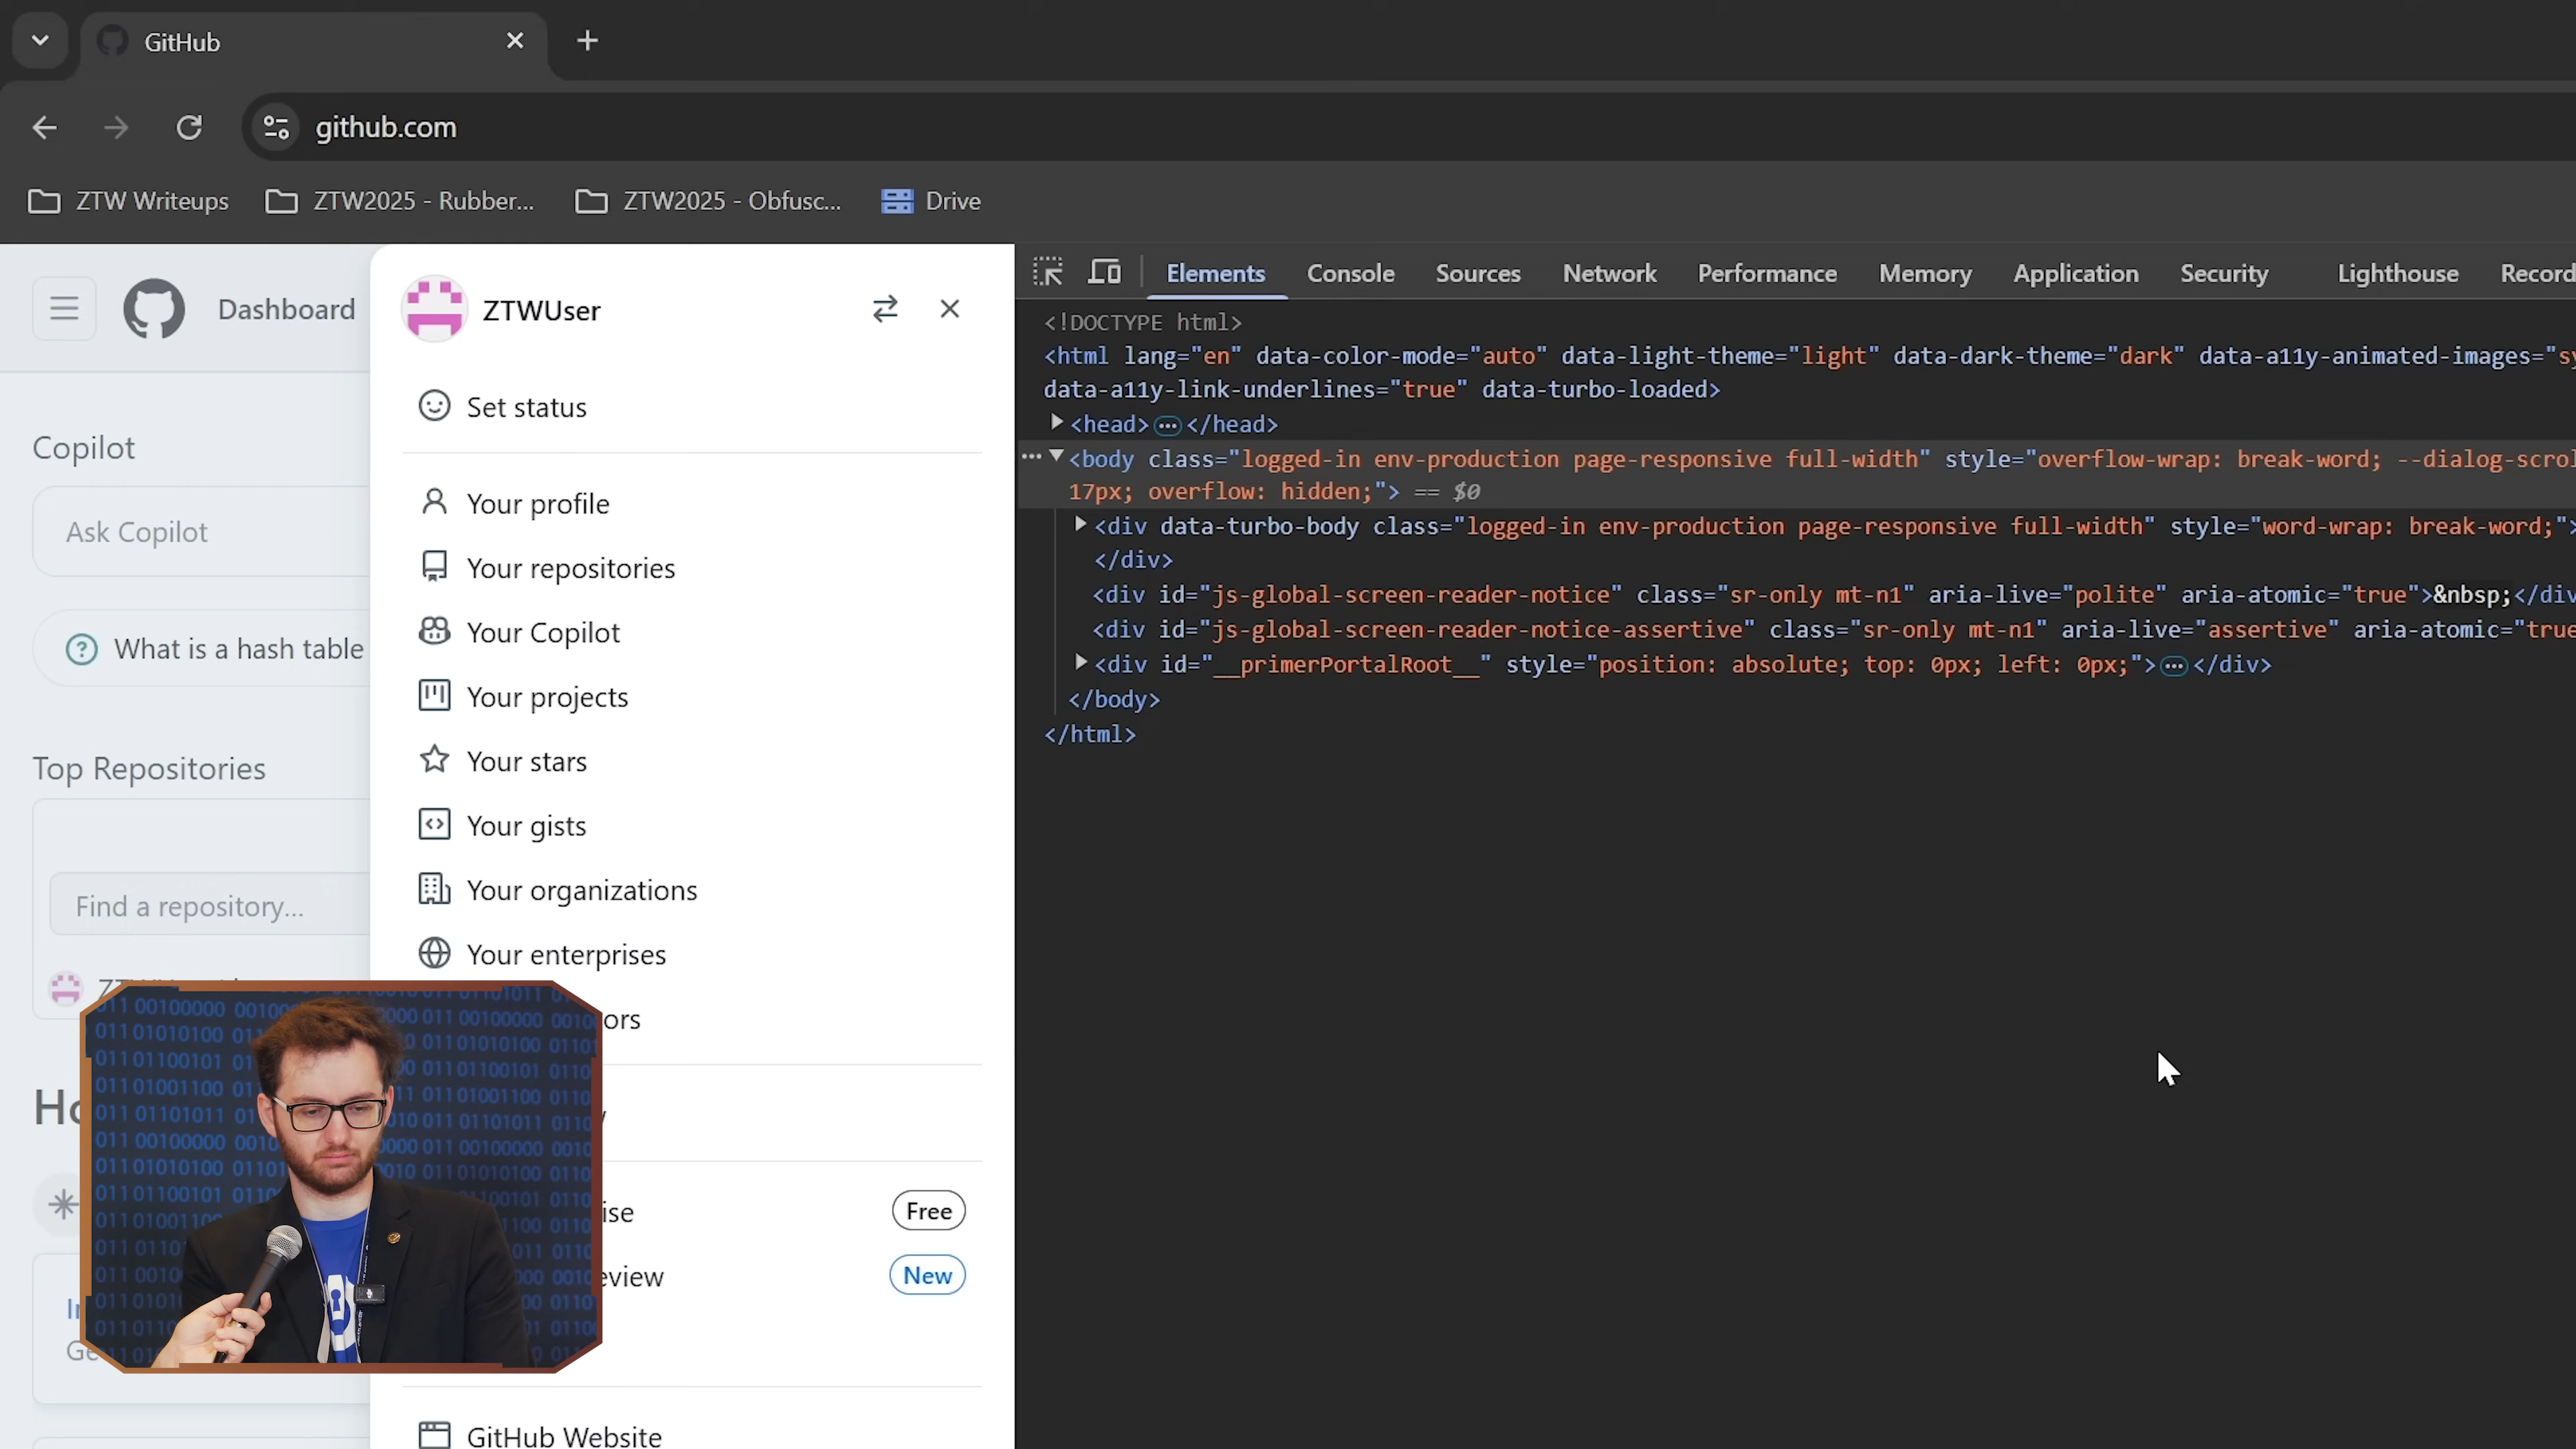 GitHub
github.com
ZTW Writeups
ZTW2025 - Rubber...
ZTW2025 - Obfusc...
Drive
Dashboard
Copilot
Ask Copilot
What is a hash table
Top Repositories
Find a repository...
ZTWUser
Set status
Your profile
Your repositories
Your Copilot
Your projects
Your stars
Your gists
Your organizations
Your enterprises
ors
ise
Free
eview
New
GitHub Website
Elements Console Sources Network Performance Memory Application Security Lighthouse Record
<!DOCTYPE html>
<html lang="en" data-color-mode="auto" data-light-theme="light" data-dark-theme="dark" data-a11y-animated-images="sy
data-a11y-link-underlines="true" data-turbo-loaded>
<head>…</head>
<body class="logged-in env-production page-responsive full-width" style="overflow-wrap: break-word; --dialog-scrol
17px; overflow: hidden;"> == $0
<div data-turbo-body class="logged-in env-production page-responsive full-width" style="word-wrap: break-word;">
</div>
<div id="js-global-screen-reader-notice" class="sr-only mt-n1" aria-live="polite" aria-atomic="true">&nbsp;</div
<div id="js-global-screen-reader-notice-assertive" class="sr-only mt-n1" aria-live="assertive" aria-atomic="true
<div id="__primerPortalRoot__" style="position: absolute; top: 0px; left: 0px;">…</div>
</body>
</html>